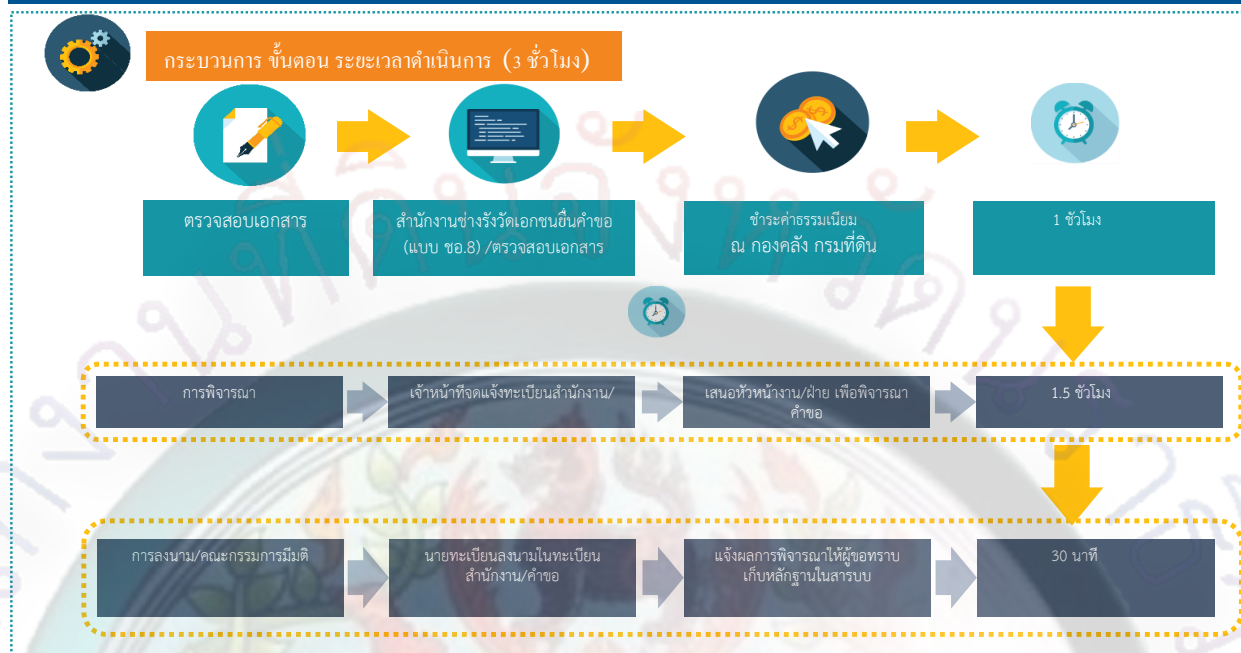 กระบวนการ ขั้นตอน ระยะเวลาดำเนินการ (3 ชั่วโมง)
ตรวจสอบเอกสาร
สำนักงานช่างรังวัดเอกชนยื่นคำขอ
(แบบ ชอ.8) /ตรวจสอบเอกสาร
ชำระค่าธรรมเนียม
ณ กองคลัง กรมที่ดิน
1 ชั่วโมง
การพิจารณา
เจ้าหน้าที่จดแจ้งทะเบียนสำนักงาน/
เสนอหัวหน้างาน/ฝ่าย เพื่อพิจารณา
คำขอ
1.5 ชั่วโมง
การลงนาม/คณะกรรมการมีมติ
นายทะเบียนลงนามในทะเบียน
สำนักงาน/คำขอ
แจ้งผลการพิจารณาให้ผู้ขอทราบ
เก็บหลักฐานในสารบบ
30 นาที